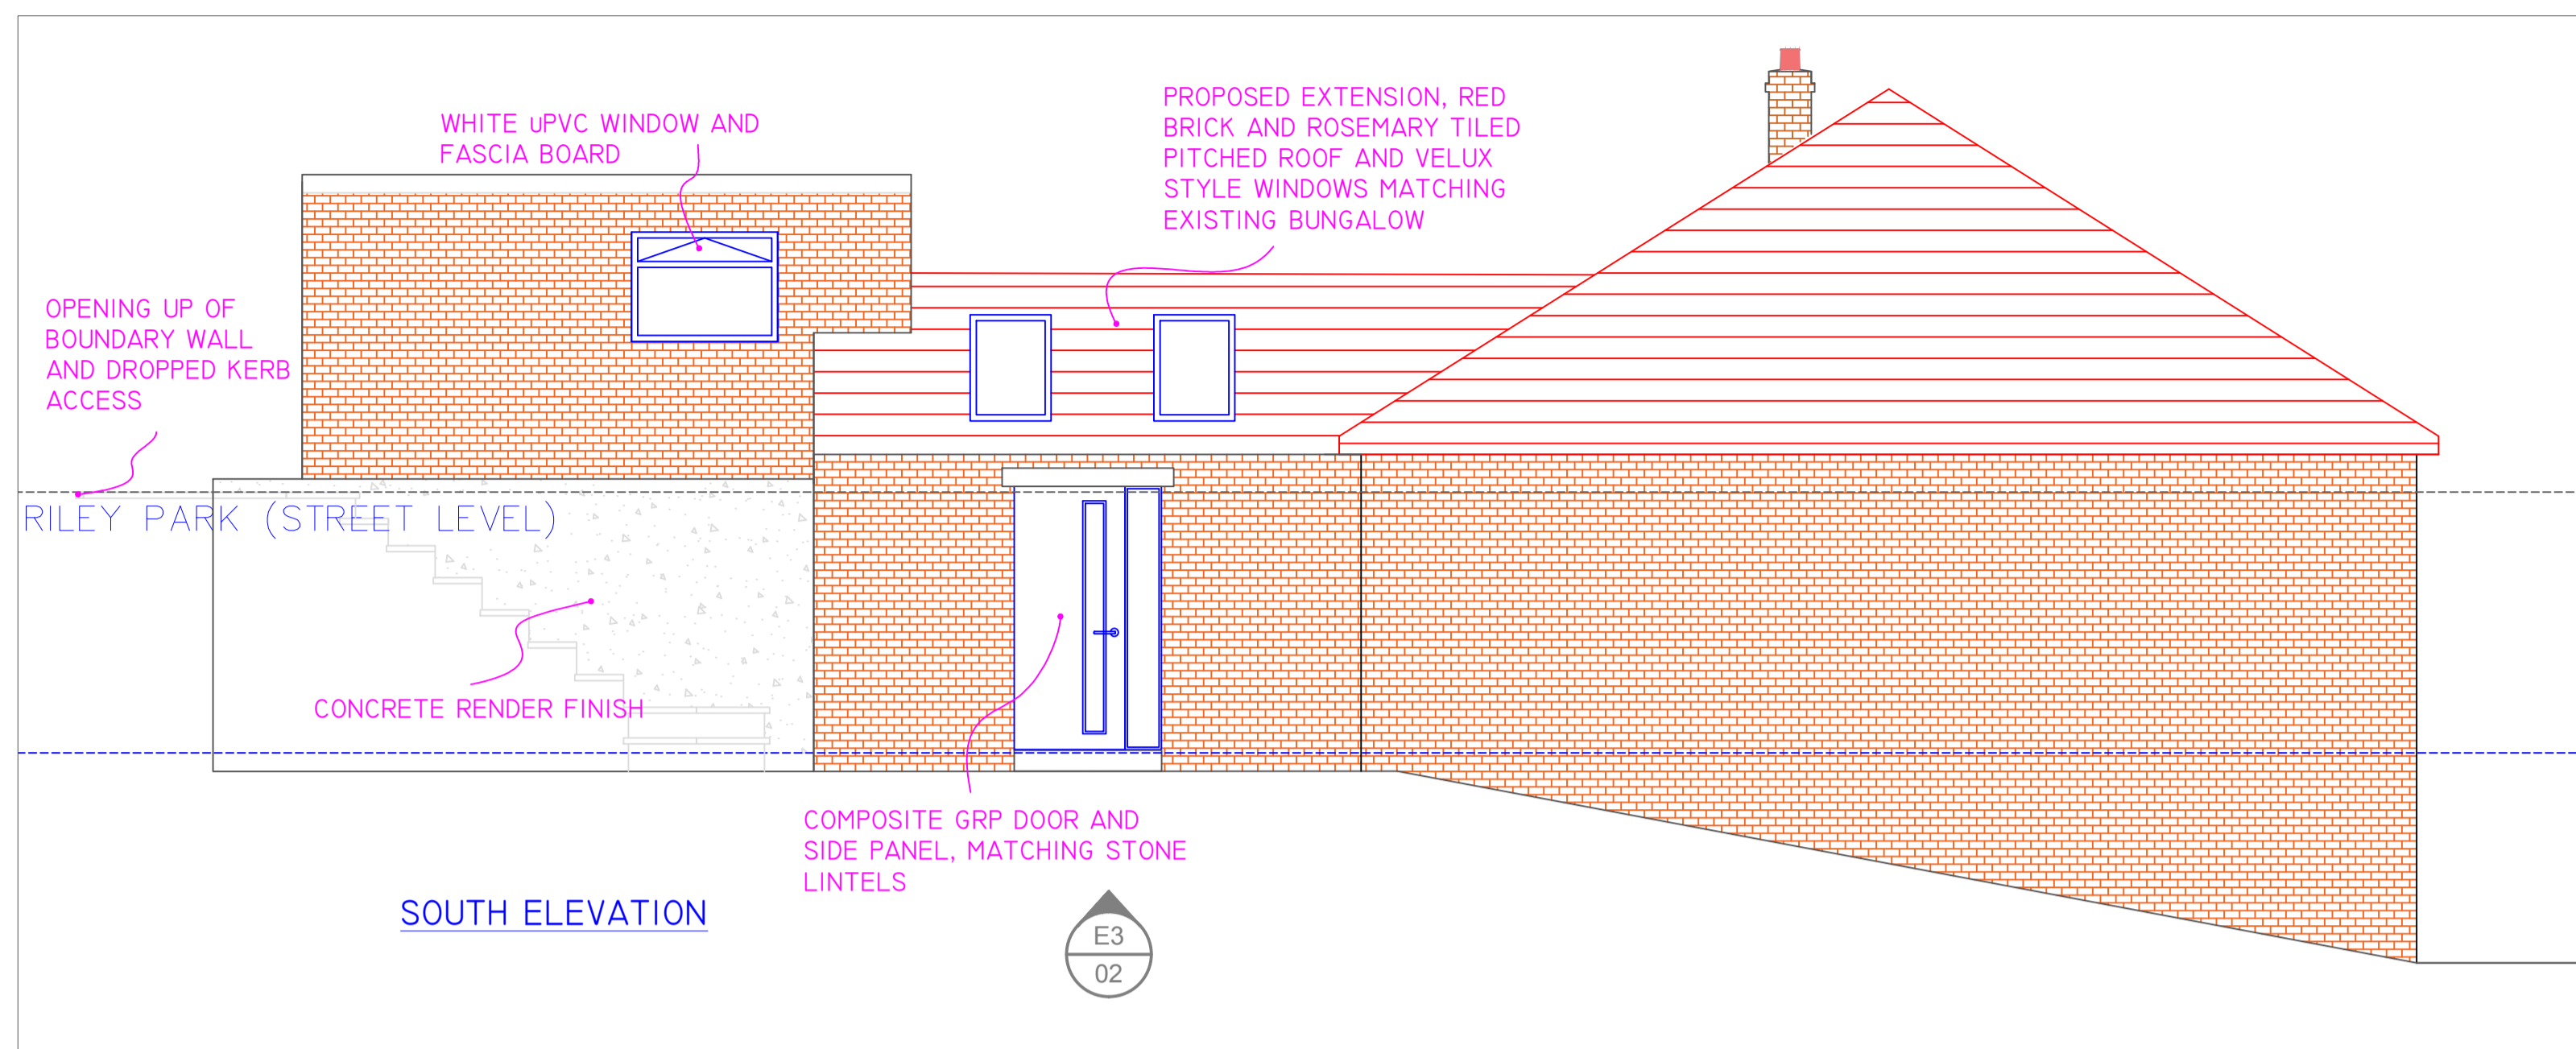 WHITE uPVC WINDOW AND
FASCIA BOARD
PROPOSED EXTENSION, RED
BRICK AND ROSEMARY TILED
PITCHED ROOF AND VELUX
STYLE WINDOWS MATCHING
EXISTING BUNGALOW
OPENING UP OF
BOUNDARY WALL
AND DROPPED KERB
ACCESS
RILEY PARK (STREET LEVEL)
CONCRETE RENDER FINISH
COMPOSITE GRP DOOR AND
SIDE PANEL, MATCHING STONE
LINTELS
SOUTH ELEVATION
E3
02